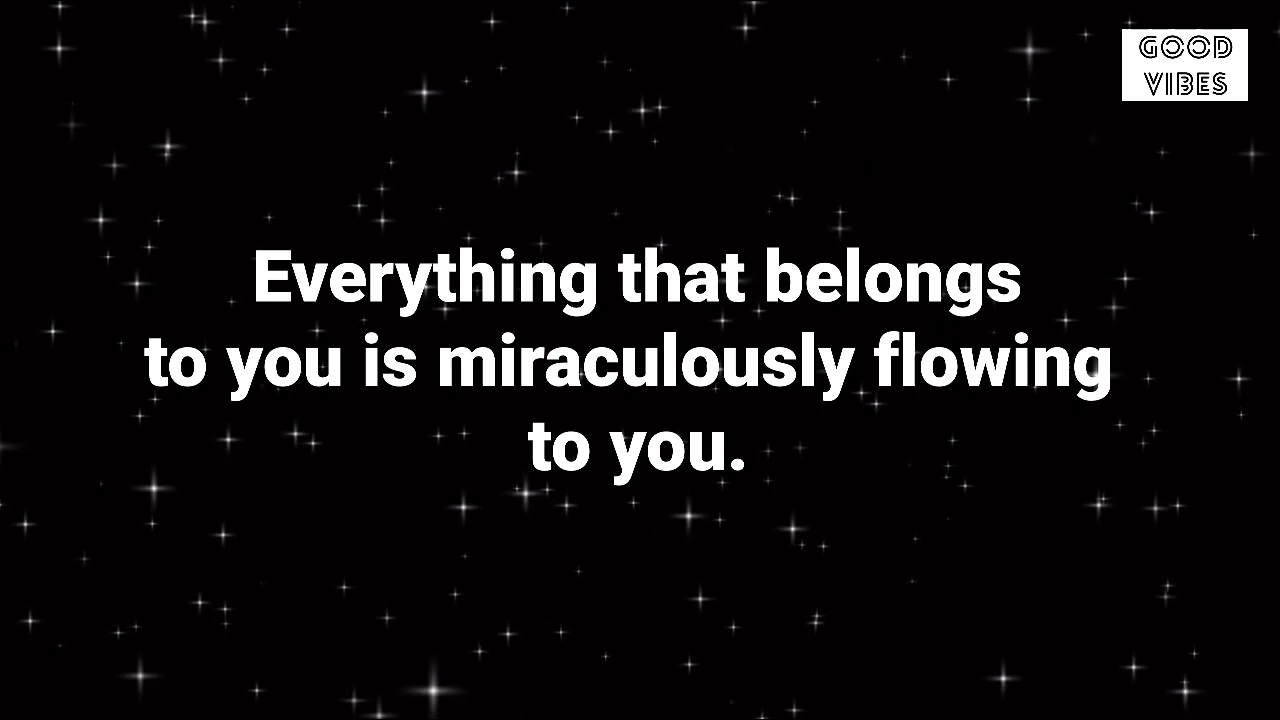 GOOD
VIBES
Everything that belongs
to you is miraculously flowing
to you.